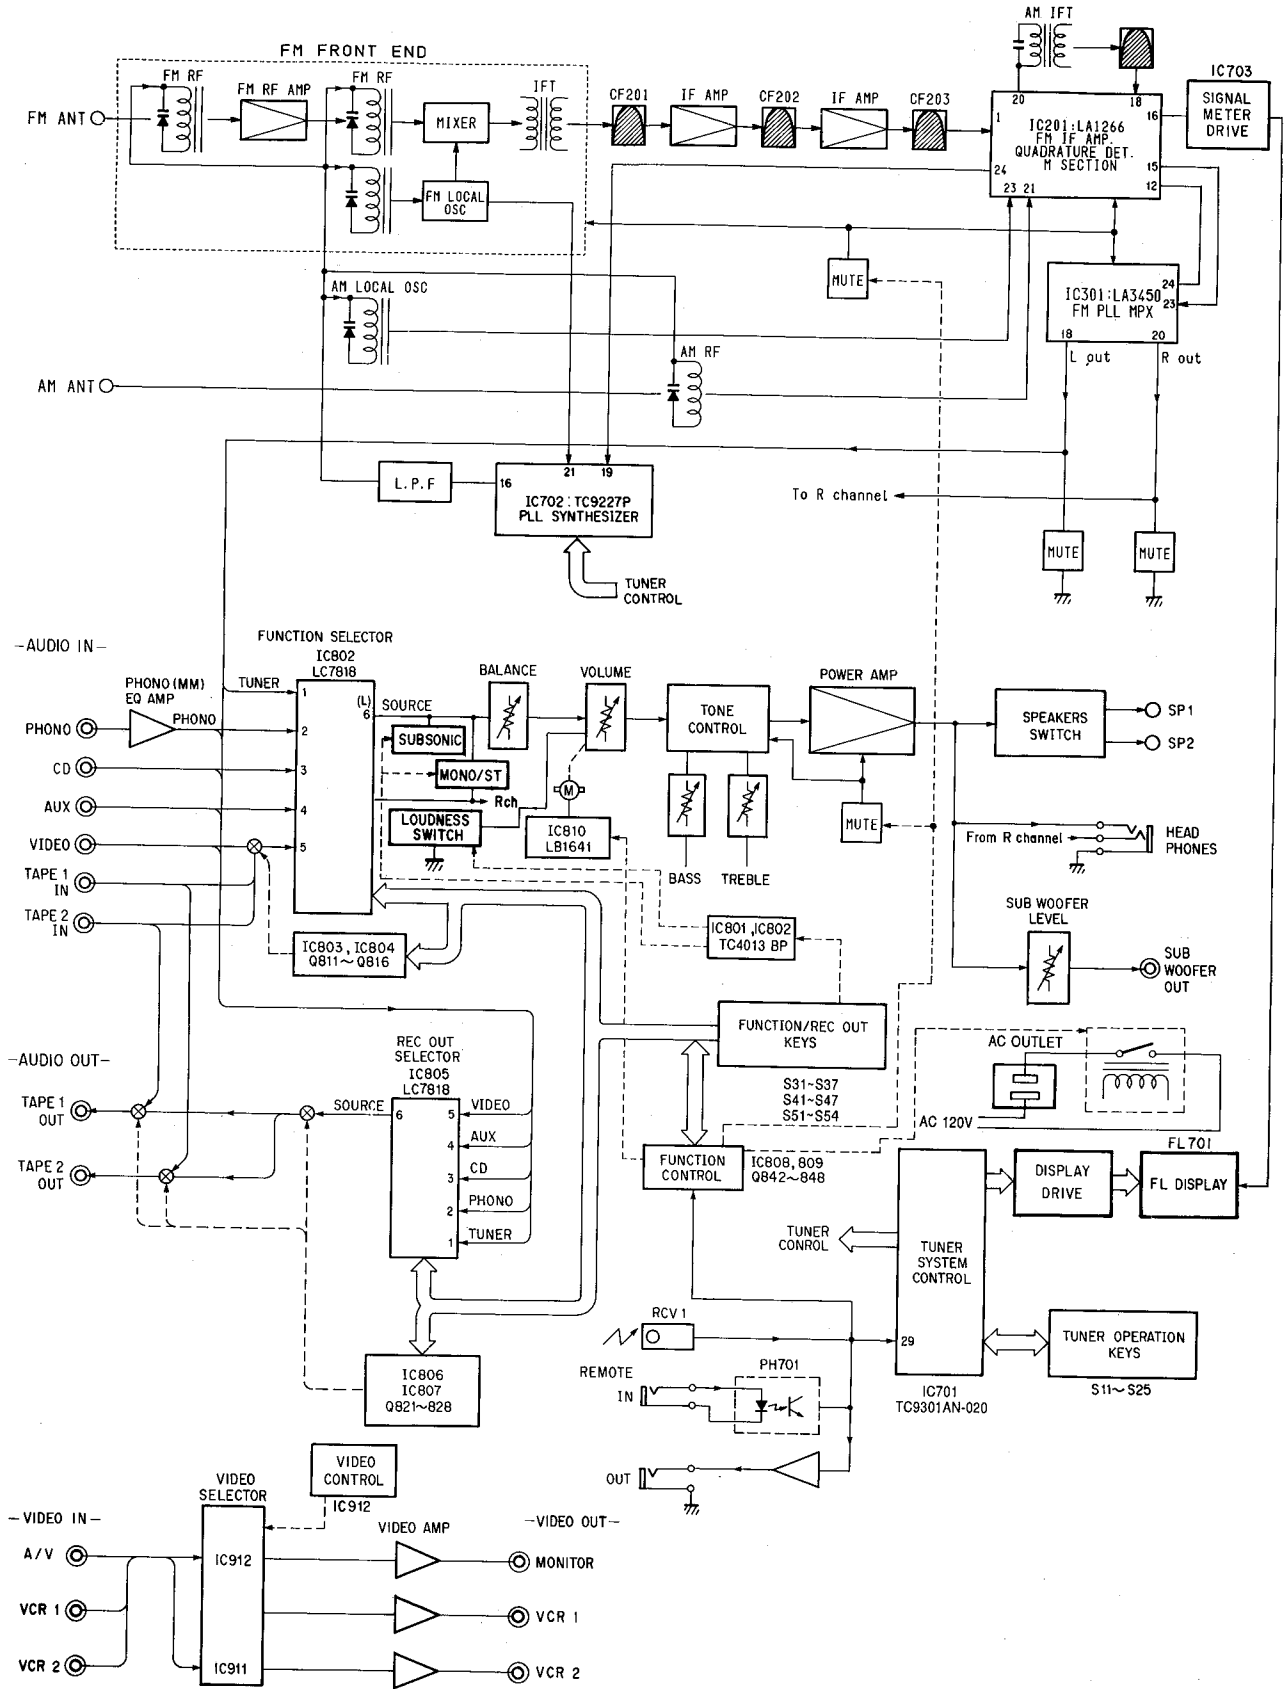 FM FRONT END
FM RF
FM RF AMP
FM RF
IFT
FM ANT
MIXER
FM LOCAL
OSC
CF201
IF AMP
CF202
IF AMP
CF203
AM IFT
20
18
1
16
IC201:LA1266
FM IF AMP.
QUADRATURE DET.
M SECTION
24
15
12
23 21
IC703
SIGNAL
METER
DRIVE
MUTE
IC301:LA3450
FM PLL MPX
24
23
18
20
L out
R out
AM LOCAL OSC
AM RF
AM ANT
L.P.F
16
21
19
IC702:TC9227P
PLL SYNTHESIZER
TUNER
CONTROL
To R channel
MUTE
MUTE
-AUDIO IN-
FUNCTION SELECTOR
IC802
LC7818
PHONO(MM)
EQ AMP
TUNER
PHONO
PHONO
CD
AUX
VIDEO
TAPE 1
IN
TAPE 2
IN
1
2
3
4
5
(L)
6
SOURCE
SUBSONIC
MONO/ST
Rch
LOUDNESS
SWITCH
BALANCE
VOLUME
M
IC810
LB1641
TONE
CONTROL
BASS
TREBLE
POWER AMP
MUTE
SPEAKERS
SWITCH
SP1
SP2
From R channel
HEAD
PHONES
SUB WOOFER
LEVEL
SUB
WOOFER
OUT
IC803, IC804
Q811~Q816
IC801, IC802
TC4013 BP
FUNCTION/REC OUT
KEYS
S31~S37
S41~S47
S51~S54
AC OUTLET
AC 120V
-AUDIO OUT-
REC OUT
SELECTOR
IC805
LC7818
TAPE 1
OUT
TAPE 2
OUT
SOURCE
6
5
VIDEO
4
AUX
3
CD
2
PHONO
1
TUNER
FUNCTION
CONTROL
IC808, 809
Q842~848
TUNER
CONROL
TUNER
SYSTEM
CONTROL
29
IC701
TC9301AN-020
DISPLAY
DRIVE
FL701
FL DISPLAY
TUNER OPERATION
KEYS
S11~S25
RCV 1
REMOTE
IN
PH701
OUT
IC806
IC807
Q821~828
VIDEO
CONTROL
IC912
VIDEO
SELECTOR
-VIDEO IN-
A/V
VCR 1
VCR 2
IC912
IC911
VIDEO AMP
-VIDEO OUT-
MONITOR
VCR 1
VCR 2